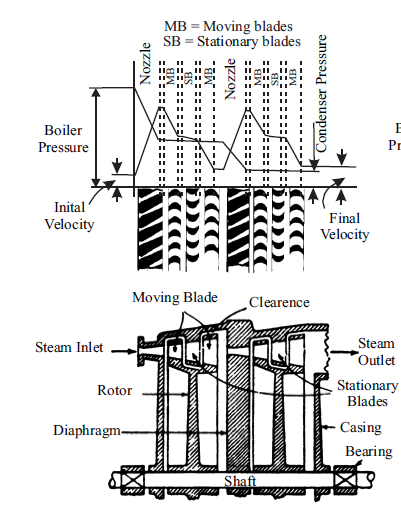 MB = Moving blades
SB = Stationary blades
Nozzle
MB
SB
MB
Nozzle
MB
SB
MB
Condenser Pressure
Boiler
Pressure
Inital
Velocity
Final
Velocity
B
Pr
Moving Blade
Clearence
Steam Inlet
Steam
Outlet
Rotor
Stationary
Blades
Diaphragm
Casing
Bearing
Shaft